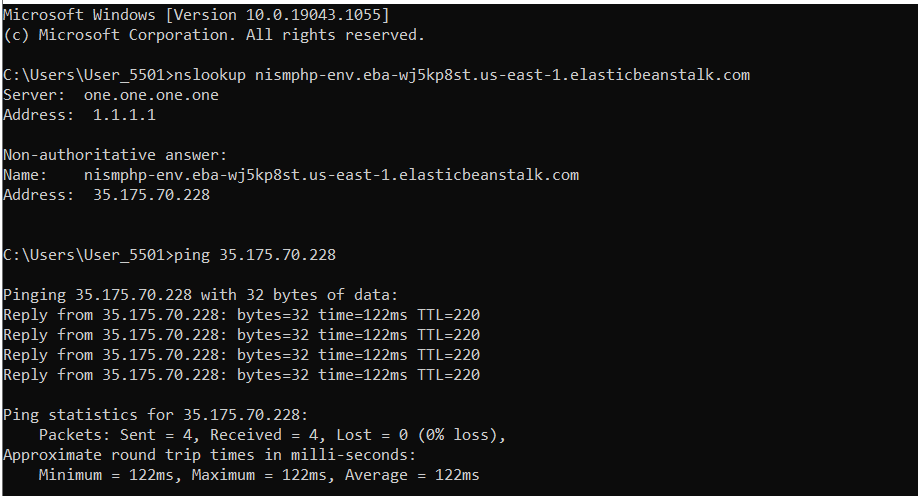 Microsoft Windows [Version 10.0.19043.1055]
(c) Microsoft Corporation. All rights reserved.
C:\Users\User_5501>nslookup nismphp-env.eba-wj5kp8st.us-east-1.elasticbeanstalk.com
Server:  one.one.one.one
Address:  1.1.1.1
Non-authoritative answer:
Name:    nismphp-env.eba-wj5kp8st.us-east-1.elasticbeanstalk.com
Address:  35.175.70.228
C:\Users\User_5501>ping 35.175.70.228
Pinging 35.175.70.228 with 32 bytes of data:
Reply from 35.175.70.228: bytes=32 time=122ms TTL=220
Reply from 35.175.70.228: bytes=32 time=122ms TTL=220
Reply from 35.175.70.228: bytes=32 time=122ms TTL=220
Reply from 35.175.70.228: bytes=32 time=122ms TTL=220
Ping statistics for 35.175.70.228:
    Packets: Sent = 4, Received = 4, Lost = 0 (0% loss),
Approximate round trip times in milli-seconds:
    Minimum = 122ms, Maximum = 122ms, Average = 122ms